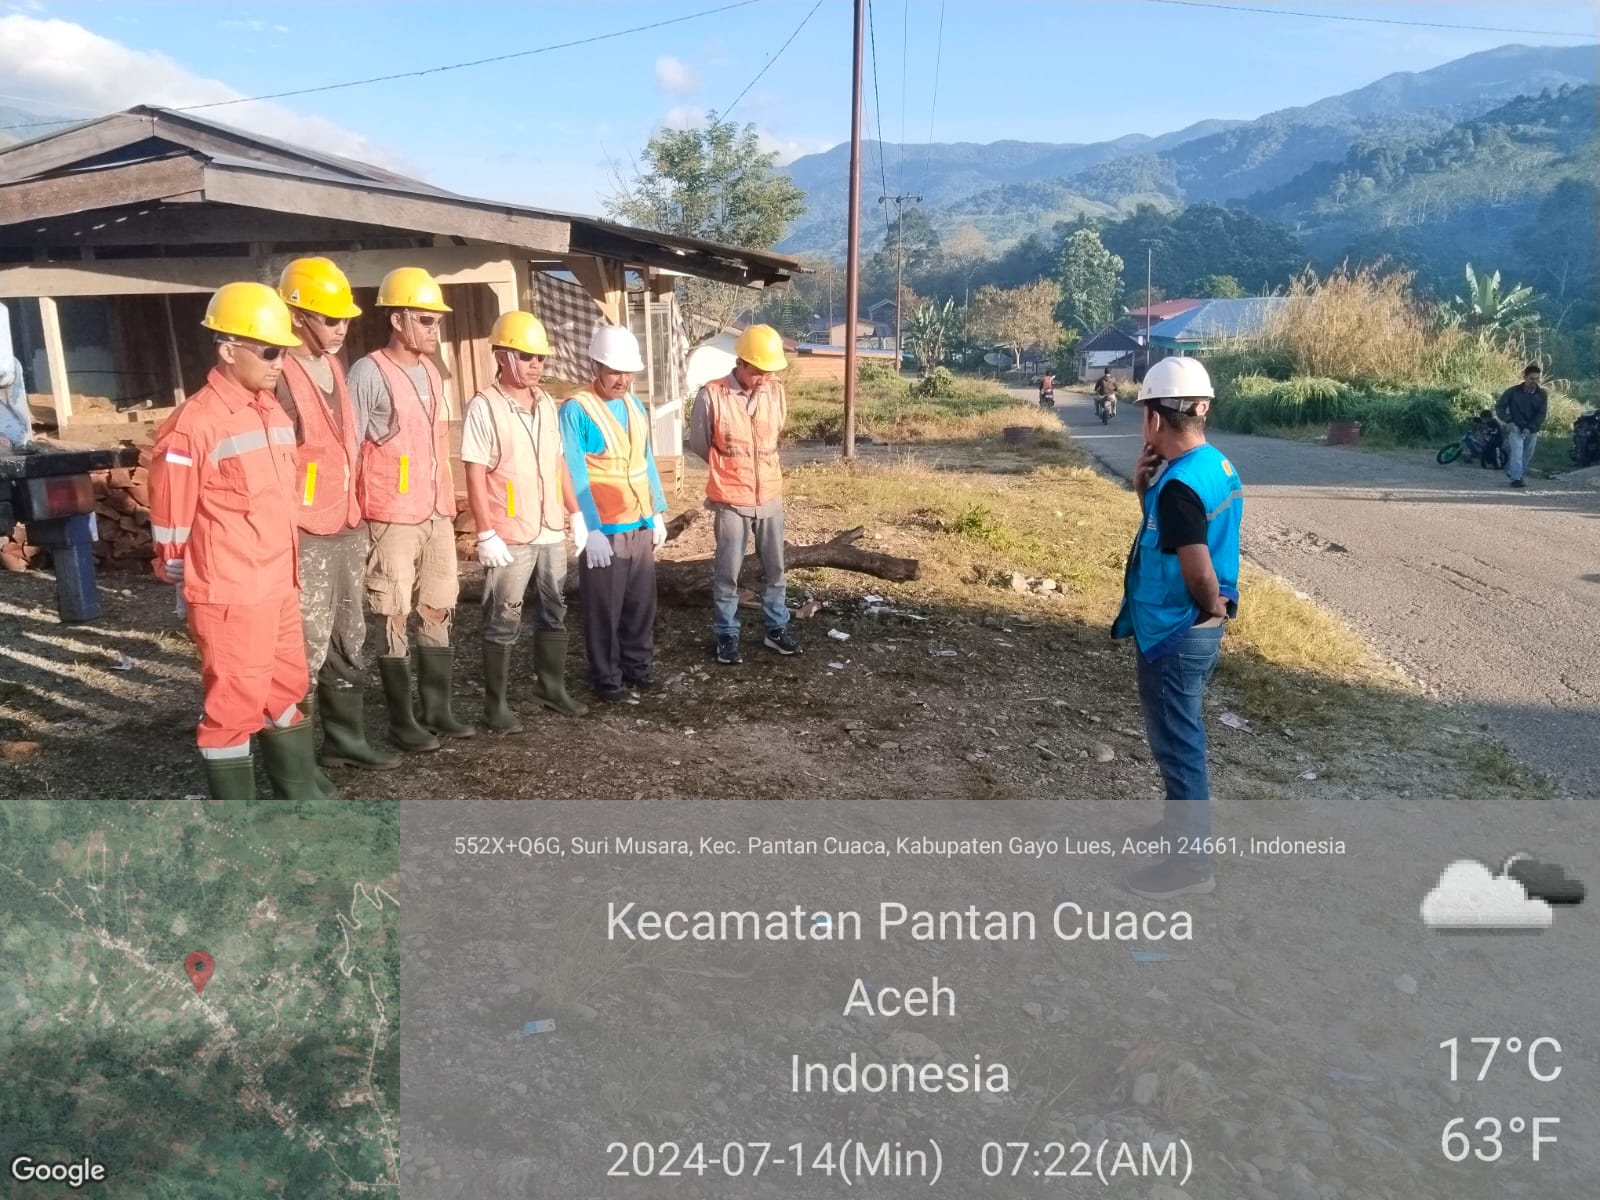 552X+Q6G, Suri Musara, Kec. Pantan Cuaca, Kabupaten Gayo Lues, Aceh 24661, Indonesia
Kecamatan Pantan Cuaca
Aceh
Indonesia
2024-07-14(Min) 07:22(AM)
17°C
63°F
Google